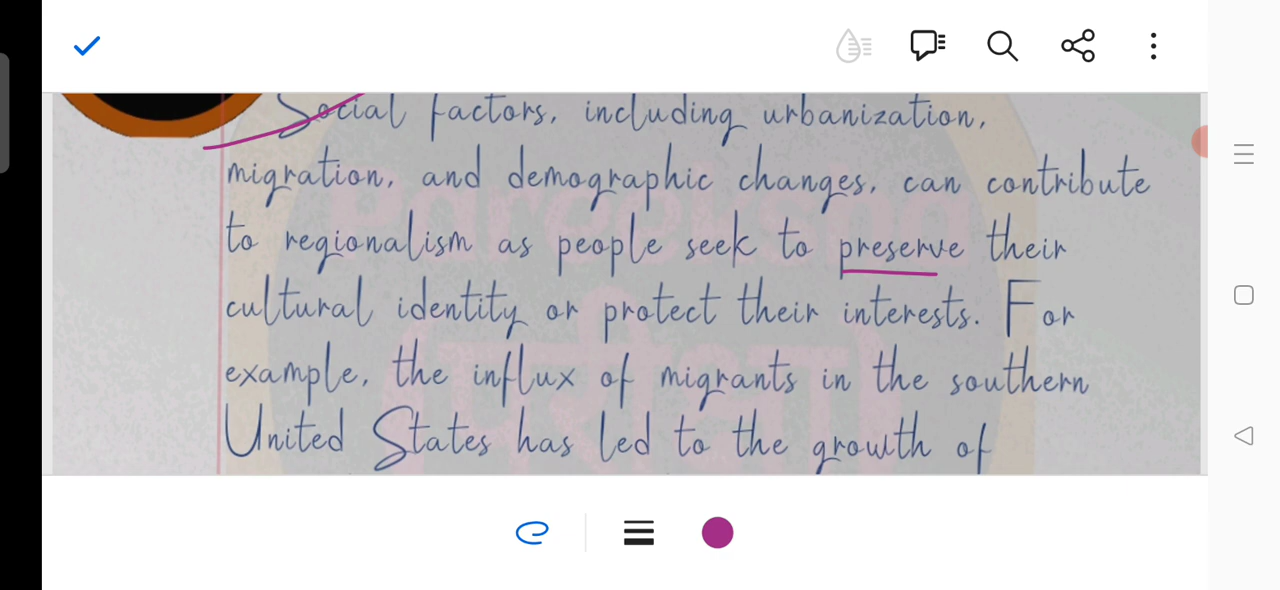 Social factors, including urbanization,
migration, and demographic changes, can contribute
to regionalism as people seek to preserve their
cultural identity or protect their interests. For
example, the influx of migrants in the southern
United States has led to the growth of